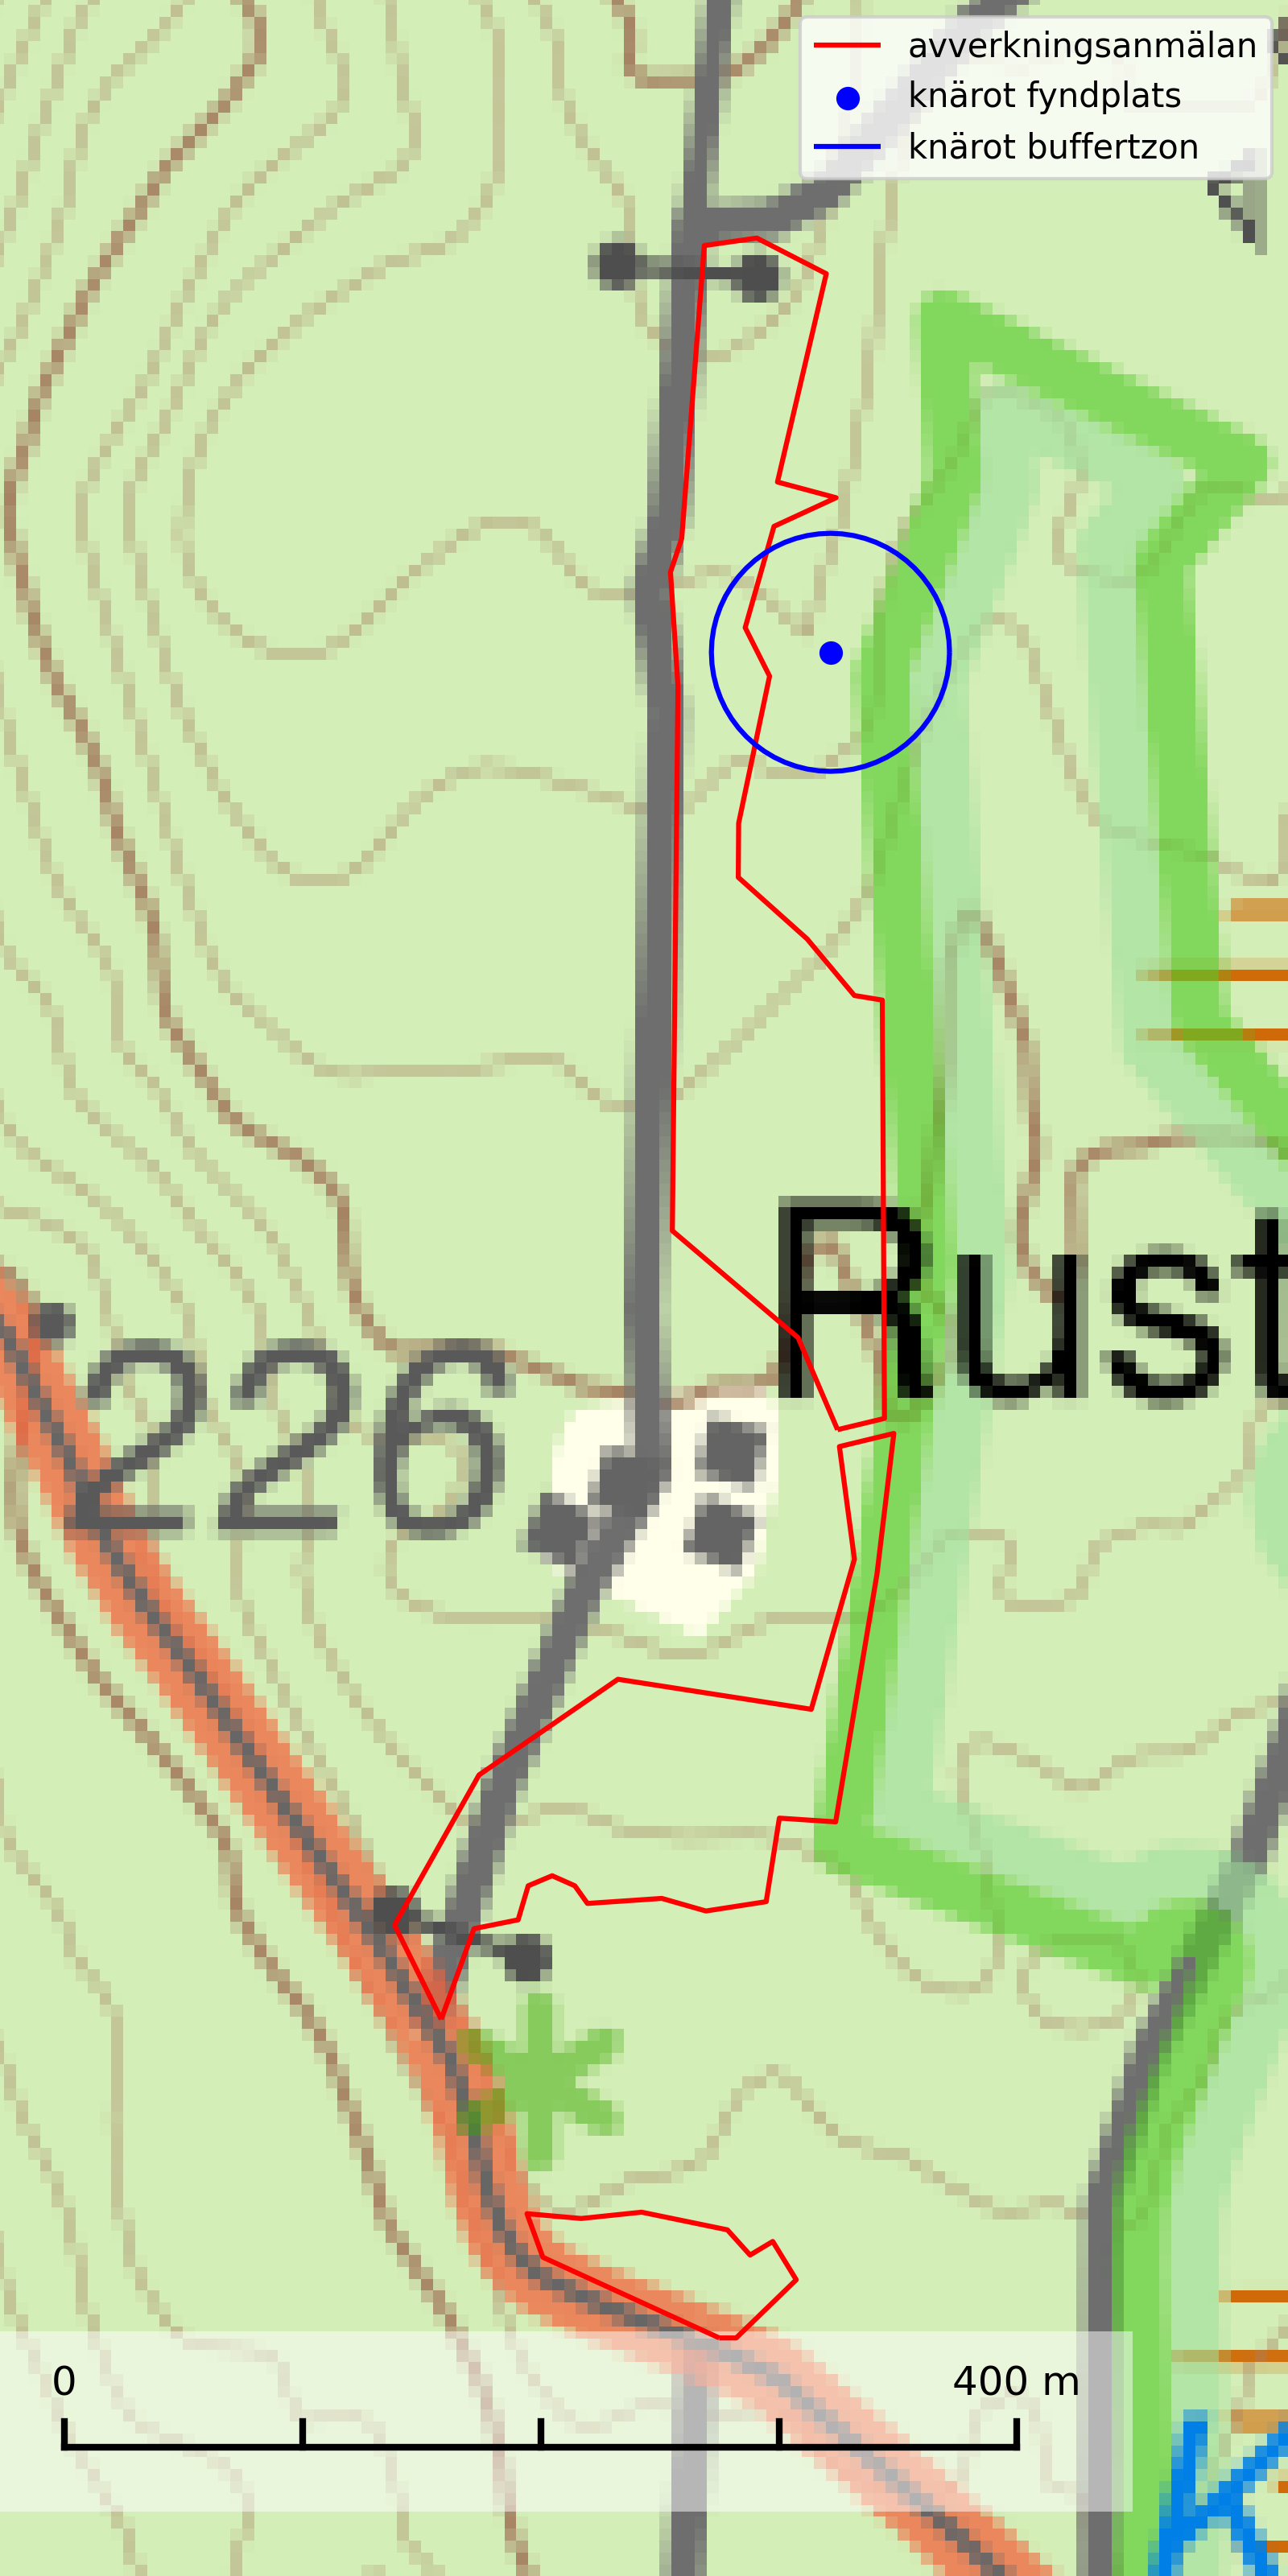 avverkningsanmälan
knärot fyndplats
knärot buffertzon
Rust
226
0 400 m
K